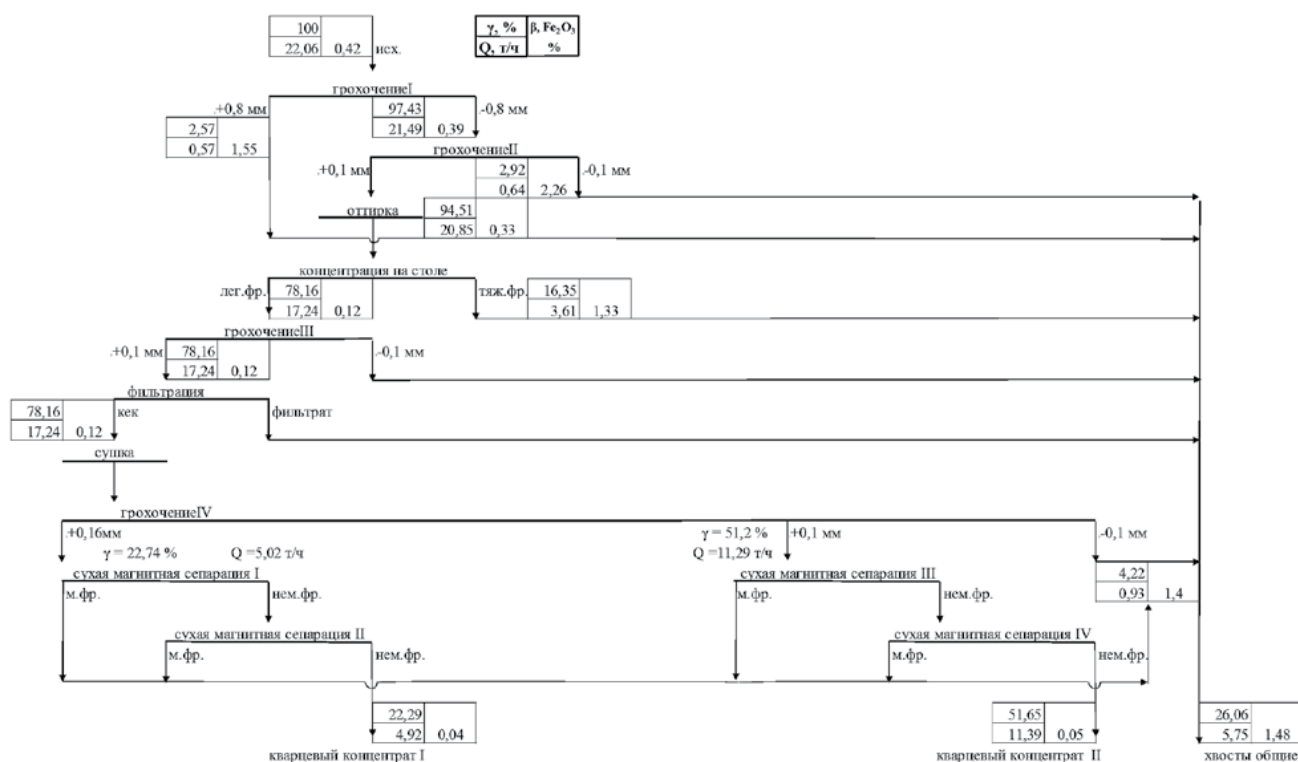 100
22,06 0,42 исх.
γ, % β, Fe₂O₃
Q, т/ч %
грохочениеI
.+0,8 мм 97,43 .-0,8 мм
21,49 0,39
2,57
0,57 1,55
грохочениеII
.+0,1 мм 2,92 .-0,1 мм
0,64 2,26
оттирка 94,51
20,85 0,33
концентрация на столе
лег.фр. 78,16 тяж.фр. 16,35
17,24 0,12 3,61 1,33
грохочениеIII
.+0,1 мм 78,16 .-0,1 мм
17,24 0,12
фильтрация
78,16 кек фильтрат
17,24 0,12
сушка
грохочениеIV
.+0,16мм γ = 51,2 % .+0,1 мм .-0,1 мм
γ = 22,74 % Q =5,02 т/ч Q =11,29 т/ч
сухая магнитная сепарация I сухая магнитная сепарация III 4,22
м.фр. нем.фр. м.фр. нем.фр. 0,93 1,4
сухая магнитная сепарация II сухая магнитная сепарация IV
м.фр. нем.фр. м.фр. нем.фр.
22,29 51,65 26,06
4,92 0,04 11,39 0,05 5,75 1,48
кварцевый концентрат I кварцевый концентрат II хвосты общие